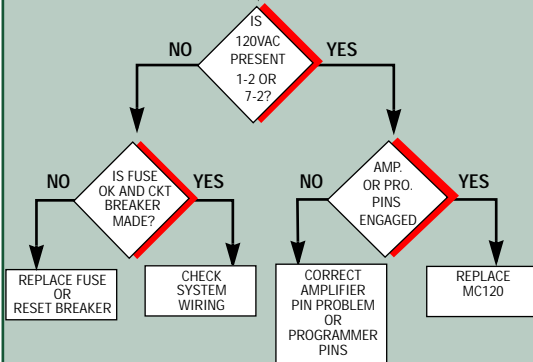 IS
120VAC
PRESENT
1-2 OR
7-2?
NO
YES
IS FUSE
OK AND CKT
BREAKER
MADE?
NO
YES
AMP.
OR PRO.
PINS
ENGAGED
NO
YES
REPLACE FUSE
OR
RESET BREAKER
CHECK
SYSTEM
WIRING
CORRECT
AMPLIFIER
PIN PROBLEM
OR
PROGRAMMER
PINS
REPLACE
MC120